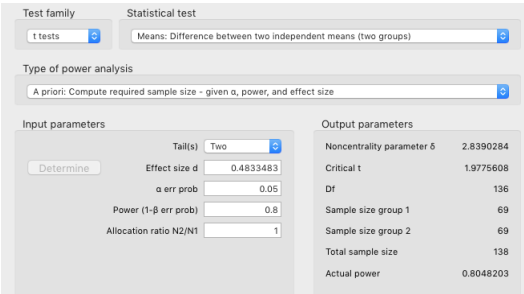 Test family
Statistical test
t tests
Means: Difference between two independent means (two groups)
Type of power analysis
A priori: Compute required sample size - given α, power, and effect size
Input parameters
Tail(s) Two
Determine
Effect size d 0.4833483
α err prob 0.05
Power (1-β err prob) 0.8
Allocation ratio N2/N1 1
Output parameters
Noncentrality parameter δ 2.8390284
Critical t 1.9775608
Df 136
Sample size group 1 69
Sample size group 2 69
Total sample size 138
Actual power 0.8048203